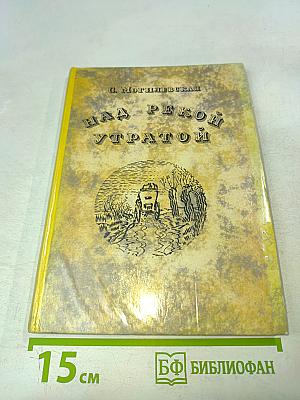 С. Могилевская
НАД РЕКОЙ
УТРАТОЙ
15 см
БФ БИБЛИОФАН